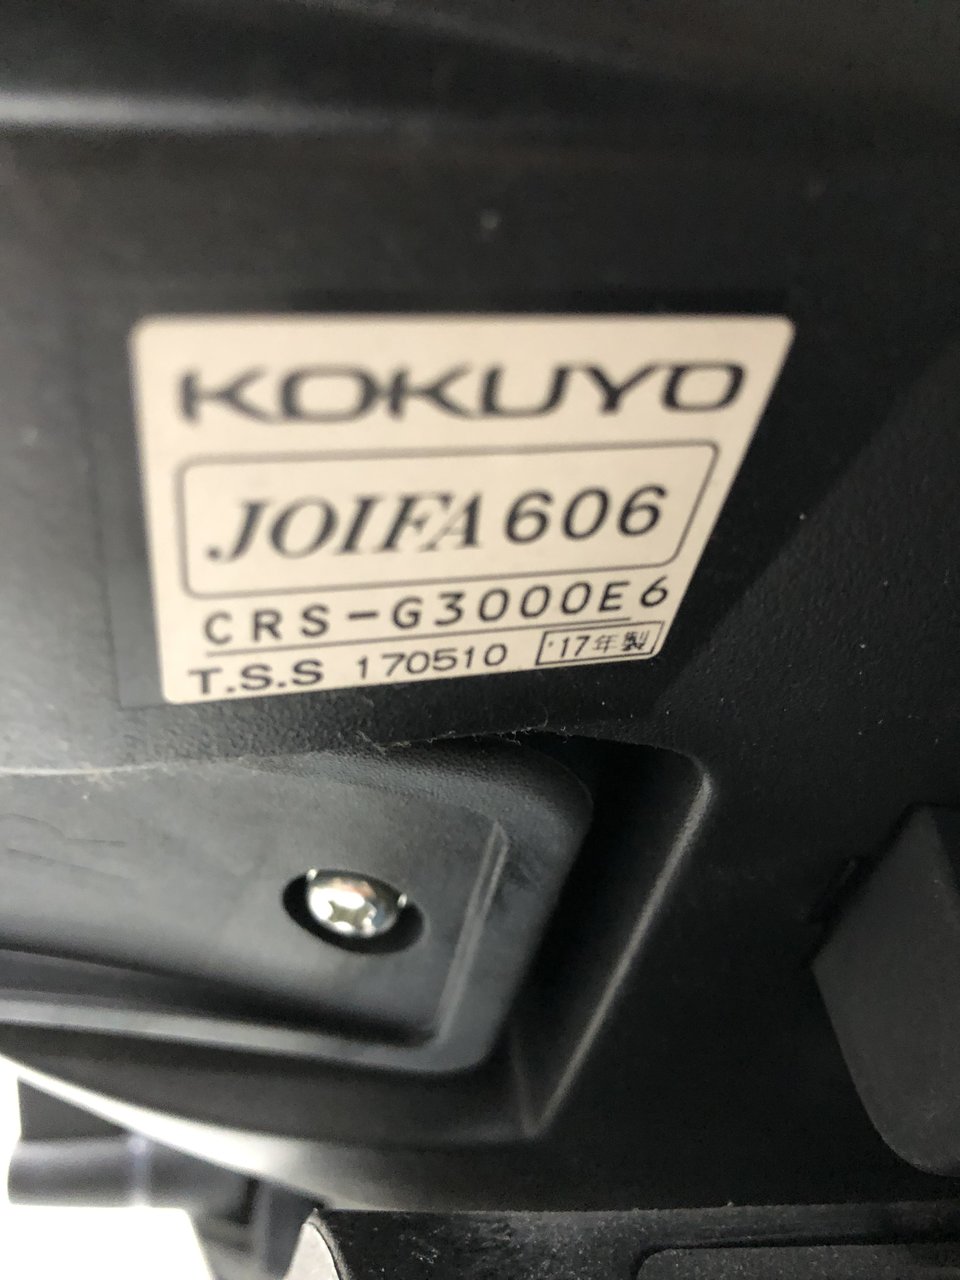 KOKUYO
JOIFA 606
CRS-G3000E6
T.S.S 170510 '17年製